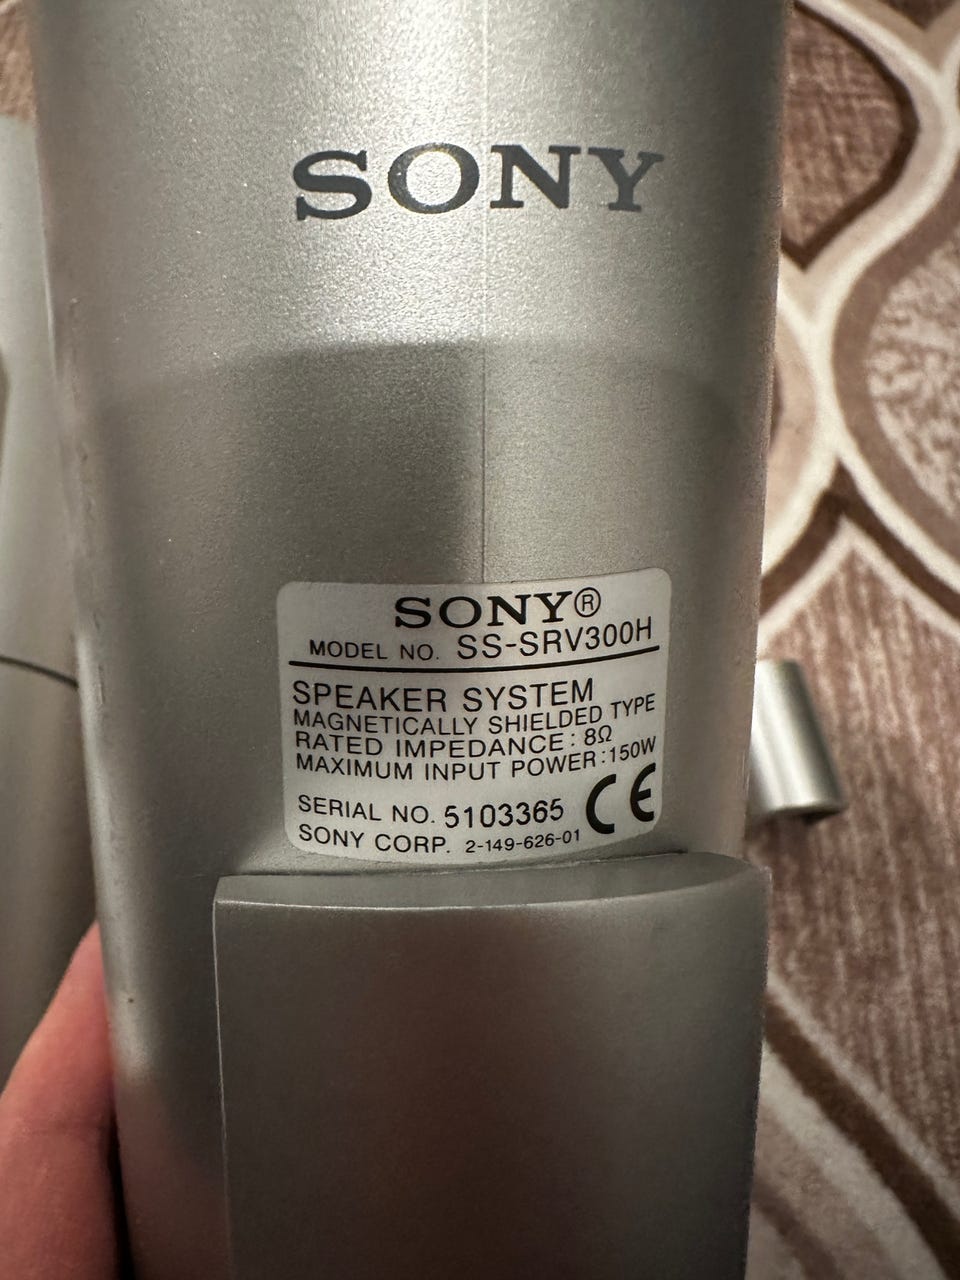 SONY
SONY®
MODEL NO. SS-SRV300H
SPEAKER SYSTEM
MAGNETICALLY SHIELDED TYPE
RATED IMPEDANCE: 8Ω
MAXIMUM INPUT POWER: 150W
SERIAL NO. 5103365 CE
SONY CORP. 2-149-626-01